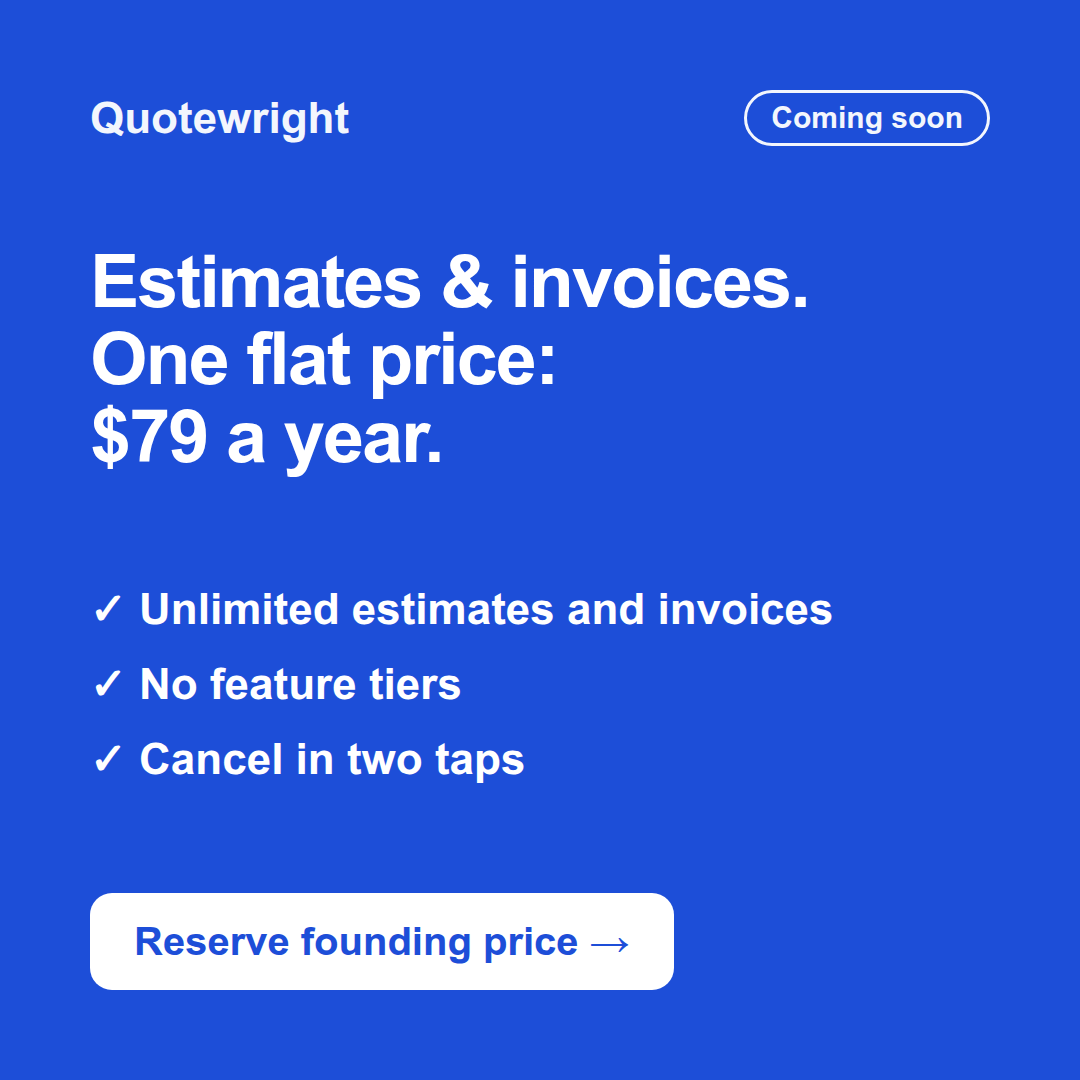 Quotewright
Coming soon
Estimates & invoices.
One flat price:
$79 a year.
✓ Unlimited estimates and invoices
✓ No feature tiers
✓ Cancel in two taps
Reserve founding price →